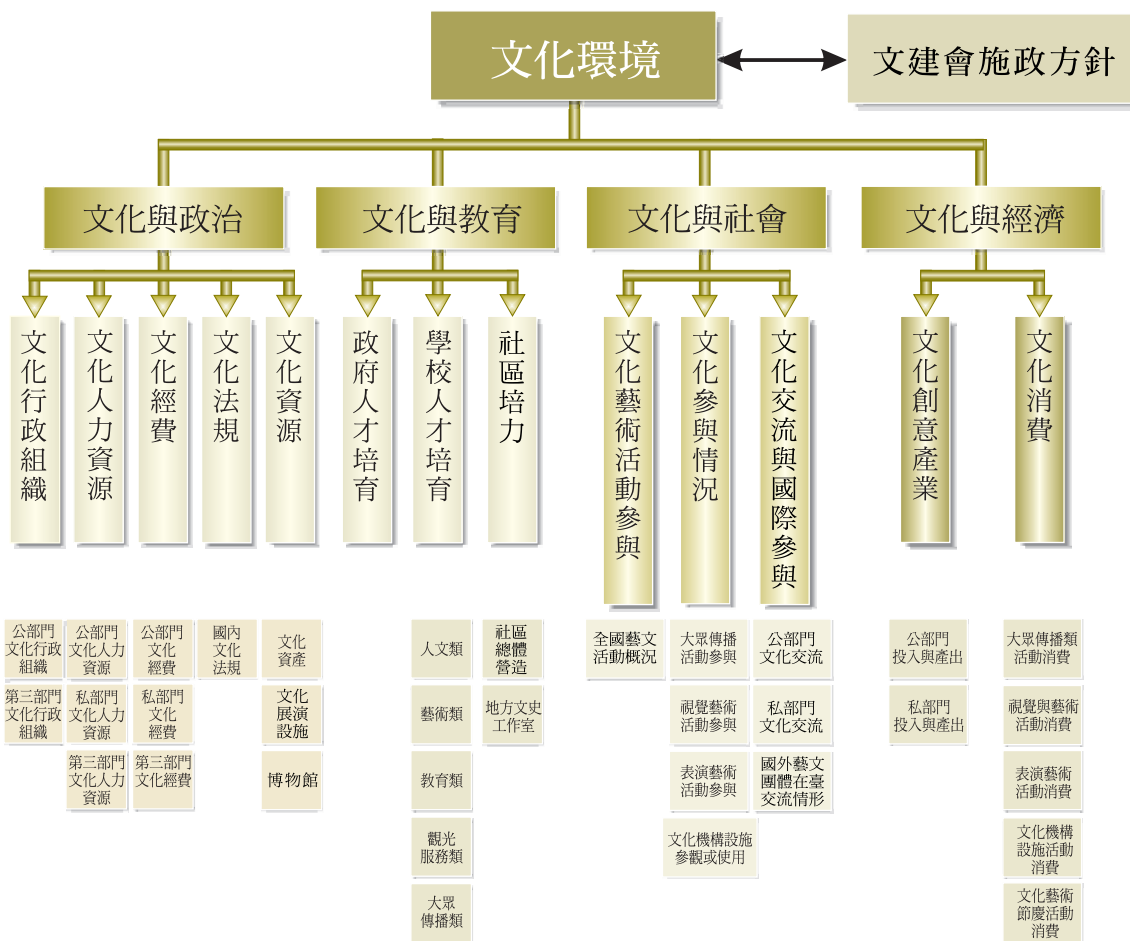 文化環境
文建會施政方針
文化與政治
文化與教育
文化與社會
文化與經濟
文化行政組織
文化人力資源
文化經費
文化法規
文化資源
政府人才培育
學校人才培育
社區培力
文化藝術活動參與
文化參與情況
文化交流與國際參與
文化創意產業
文化消費
公部門
文化行政
組織
第三部門
文化行政
組織
公部門
文化人力
資源
私部門
文化人力
資源
第三部門
文化人力
資源
公部門
文化
經費
私部門
文化
經費
第三部門
文化經費
國內
文化
法規
文化
資產
文化
展演
設施
博物館
人文類
藝術類
教育類
觀光
服務類
大眾
傳播類
社區
總體
營造
地方文史
工作室
全國藝文
活動概況
大眾傳播
活動參與
視覺藝術
活動參與
表演藝術
活動參與
文化機構設施
參觀或使用
公部門
文化交流
私部門
文化交流
國外藝文
團體在臺
交流情形
公部門
投入與產出
私部門
投入與產出
大眾傳播類
活動消費
視覺與藝術
活動消費
表演藝術
活動消費
文化機構
設施活動
消費
文化藝術
節慶活動
消費